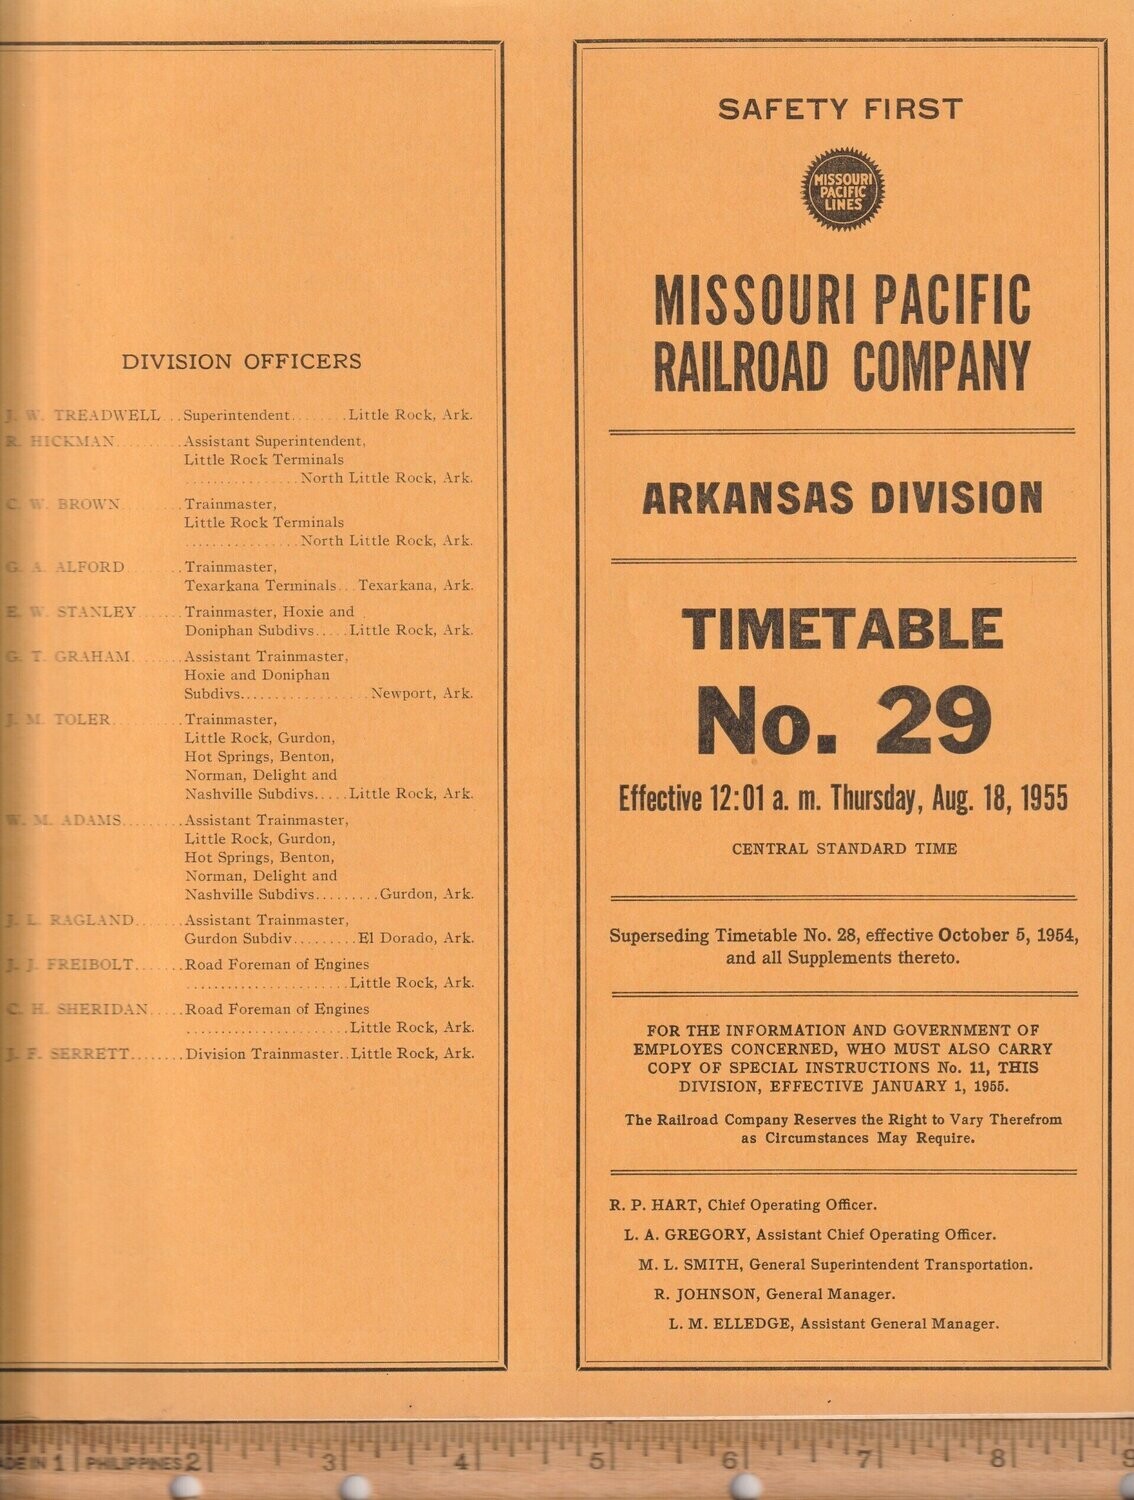 DIVISION OFFICERS
J. W. TREADWELL...Superintendent........Little Rock, Ark.
R. HICKMAN..........Assistant Superintendent,
Little Rock Terminals
................North Little Rock, Ark.
C. W. BROWN.........Trainmaster,
Little Rock Terminals
................North Little Rock, Ark.
G. A. ALFORD........Trainmaster,
Texarkana Terminals...Texarkana, Ark.
E. W. STANLEY......Trainmaster, Hoxie and
Doniphan Subdivs.....Little Rock, Ark.
G. T. GRAHAM........Assistant Trainmaster,
Hoxie and Doniphan
Subdivs..................Newport, Ark.
J. M. TOLER..........Trainmaster,
Little Rock, Gurdon,
Hot Springs, Benton,
Norman, Delight and
Nashville Subdivs.....Little Rock, Ark.
W. M. ADAMS.........Assistant Trainmaster,
Little Rock, Gurdon,
Hot Springs, Benton,
Norman, Delight and
Nashville Subdivs.........Gurdon, Ark.
J. L. RAGLAND.......Assistant Trainmaster,
Gurdon Subdiv.........El Dorado, Ark.
J. J. FREIBOLT.......Road Foreman of Engines
.......................Little Rock, Ark.
C. H. SHERIDAN.....Road Foreman of Engines
.......................Little Rock, Ark.
J. F. SERRETT........Division Trainmaster..Little Rock, Ark.
SAFETY FIRST
MISSOURI
PACIFIC
LINES
MISSOURI PACIFIC
RAILROAD COMPANY
ARKANSAS DIVISION
TIMETABLE
No. 29
Effective 12:01 a. m. Thursday, Aug. 18, 1955
CENTRAL STANDARD TIME
Superseding Timetable No. 28, effective October 5, 1954,
and all Supplements thereto.
FOR THE INFORMATION AND GOVERNMENT OF
EMPLOYES CONCERNED, WHO MUST ALSO CARRY
COPY OF SPECIAL INSTRUCTIONS No. 11, THIS
DIVISION, EFFECTIVE JANUARY 1, 1955.
The Railroad Company Reserves the Right to Vary Therefrom
as Circumstances May Require.
R. P. HART, Chief Operating Officer.
L. A. GREGORY, Assistant Chief Operating Officer.
M. L. SMITH, General Superintendent Transportation.
R. JOHNSON, General Manager.
L. M. ELLEDGE, Assistant General Manager.
IN 1 PHILIPPINES 2 3 4 5 6 7 8 9